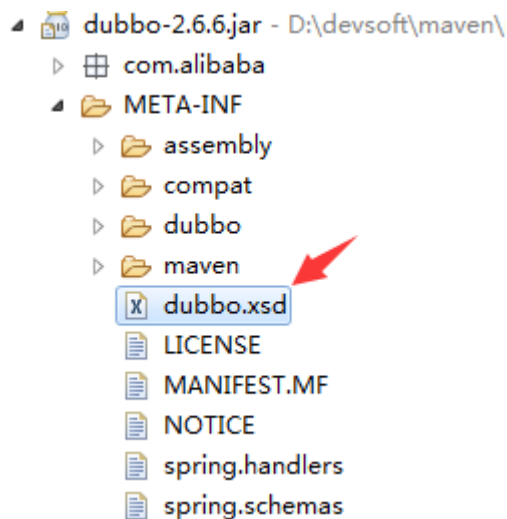 dubbo-2.6.6.jar - D:\devsoft\maven\
com.alibaba
META-INF
assembly
compat
dubbo
maven
dubbo.xsd
LICENSE
MANIFEST.MF
NOTICE
spring.handlers
spring.schemas